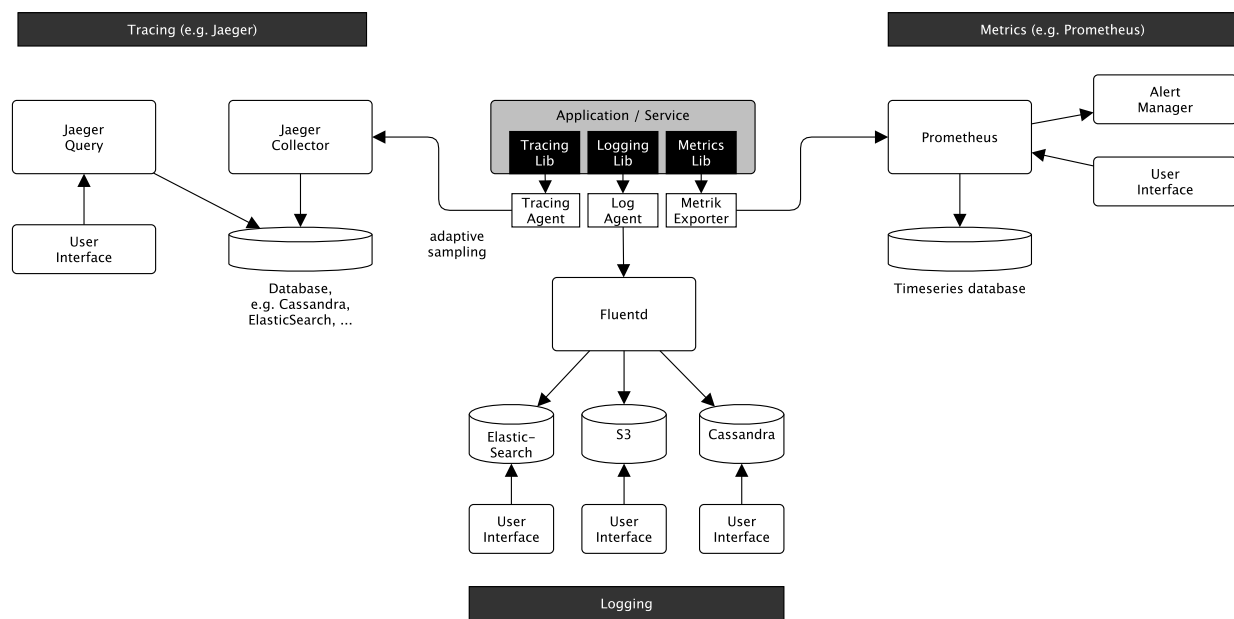 Tracing (e.g. Jaeger)
Metrics (e.g. Prometheus)
Jaeger
Query
User
Interface
Jaeger
Collector
Database,
e.g. Cassandra,
ElasticSearch, ...
adaptive
sampling
Application / Service
Tracing
Lib
Logging
Lib
Metrics
Lib
Tracing
Agent
Log
Agent
Metrik
Exporter
Fluentd
Elastic-
Search
S3
Cassandra
User
Interface
User
Interface
User
Interface
Logging
Prometheus
Timeseries database
Alert
Manager
User
Interface